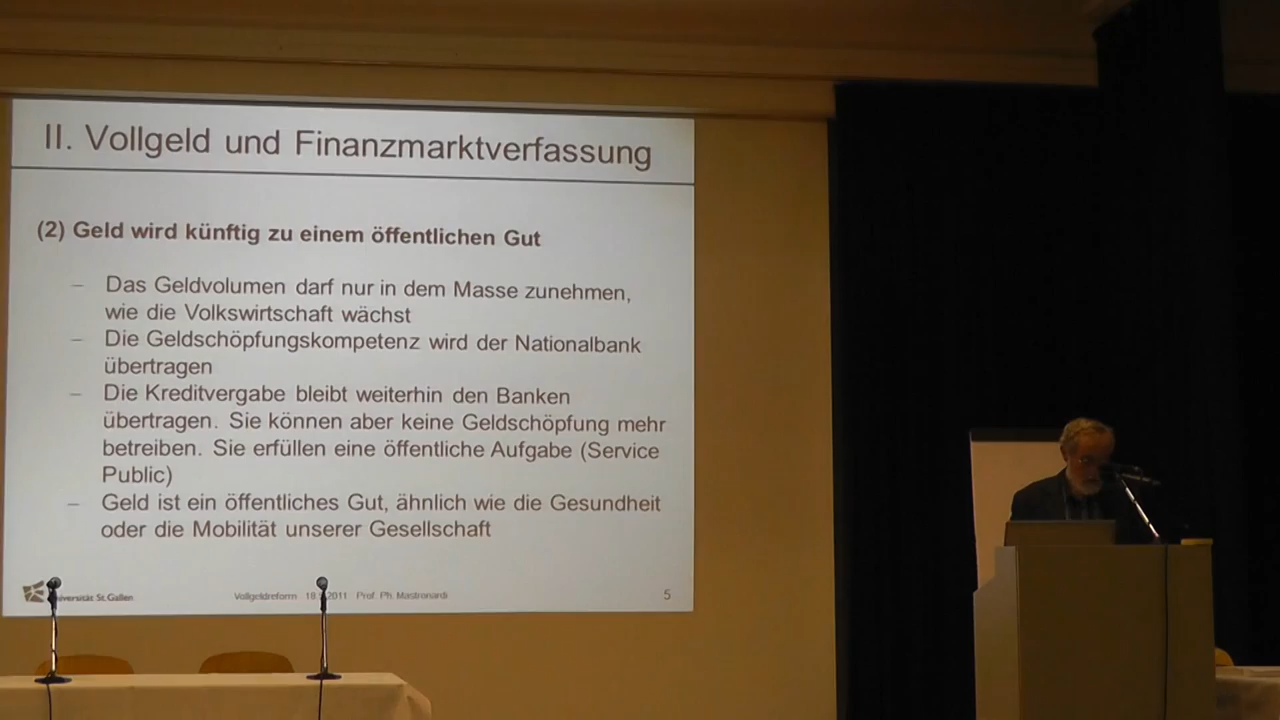 II. Vollgeld und Finanzmarktverfassung
(2) Geld wird künftig zu einem öffentlichen Gut
– Das Geldvolumen darf nur in dem Masse zunehmen,
wie die Volkswirtschaft wächst
– Die Geldschöpfungskompetenz wird der Nationalbank
übertragen
– Die Kreditvergabe bleibt weiterhin den Banken
übertragen. Sie können aber keine Geldschöpfung mehr
betreiben. Sie erfüllen eine öffentliche Aufgabe (Service
Public)
– Geld ist ein öffentliches Gut, ähnlich wie die Gesundheit
oder die Mobilität unserer Gesellschaft
St. Gallen
Vollgeldreform 2011 Prof. Ph. Mastronardi
5